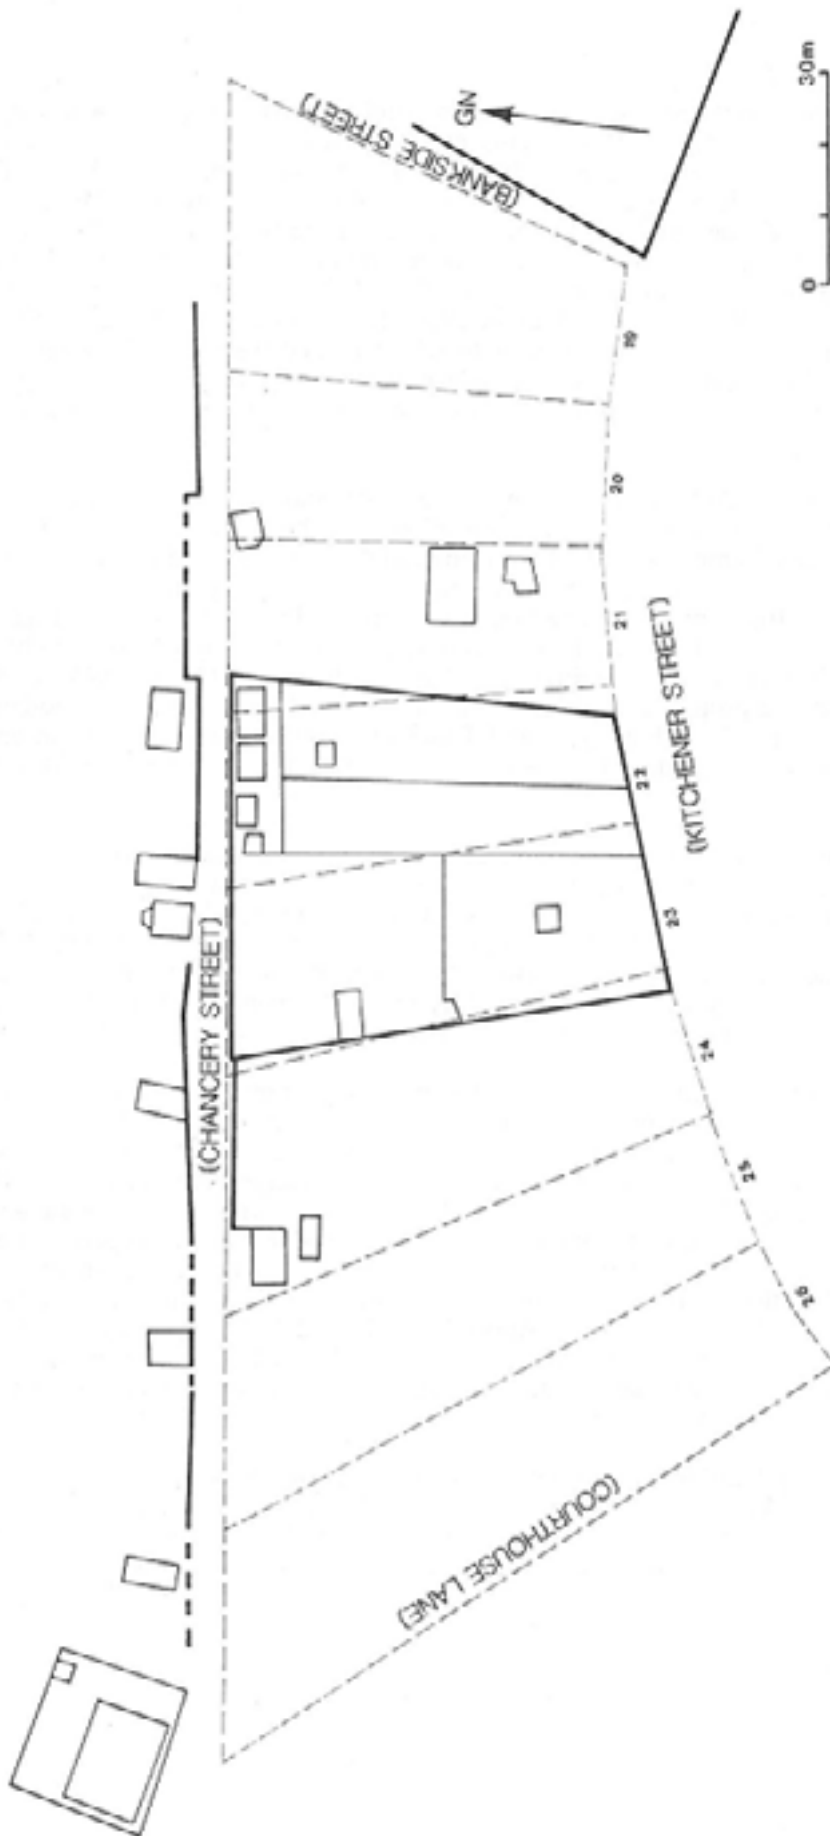 30m
0
GN
(BANKSIDE STREET)
19
20
21
(KITCHENER STREET)
22
23
(CHANCERY STREET)
24
25
26
(COURTHOUSE LANE)